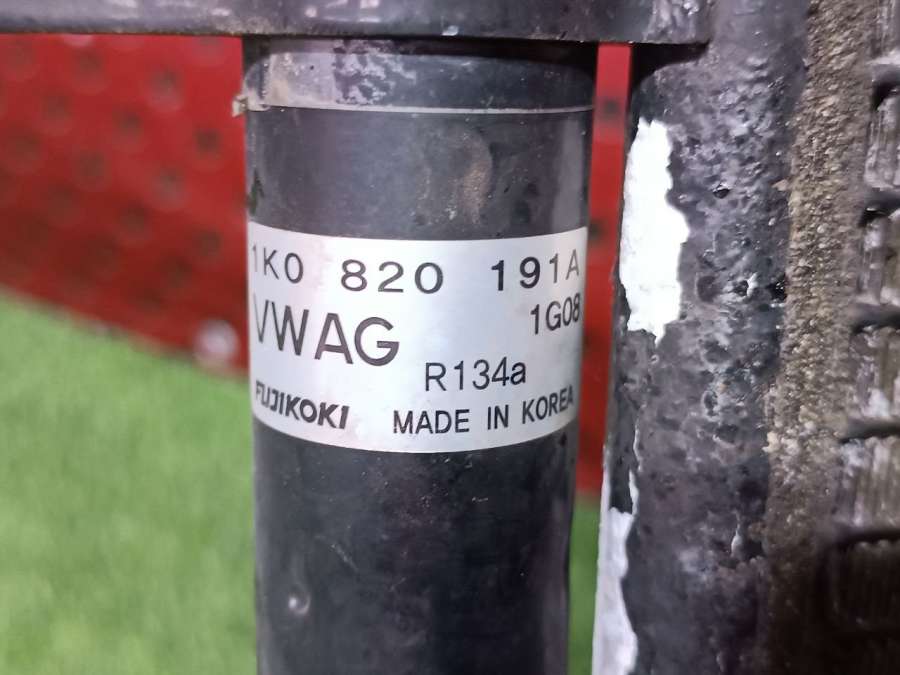 1K0 820 191A
1G08
VWAG
R134a
FUJIKOKI MADE IN KOREA